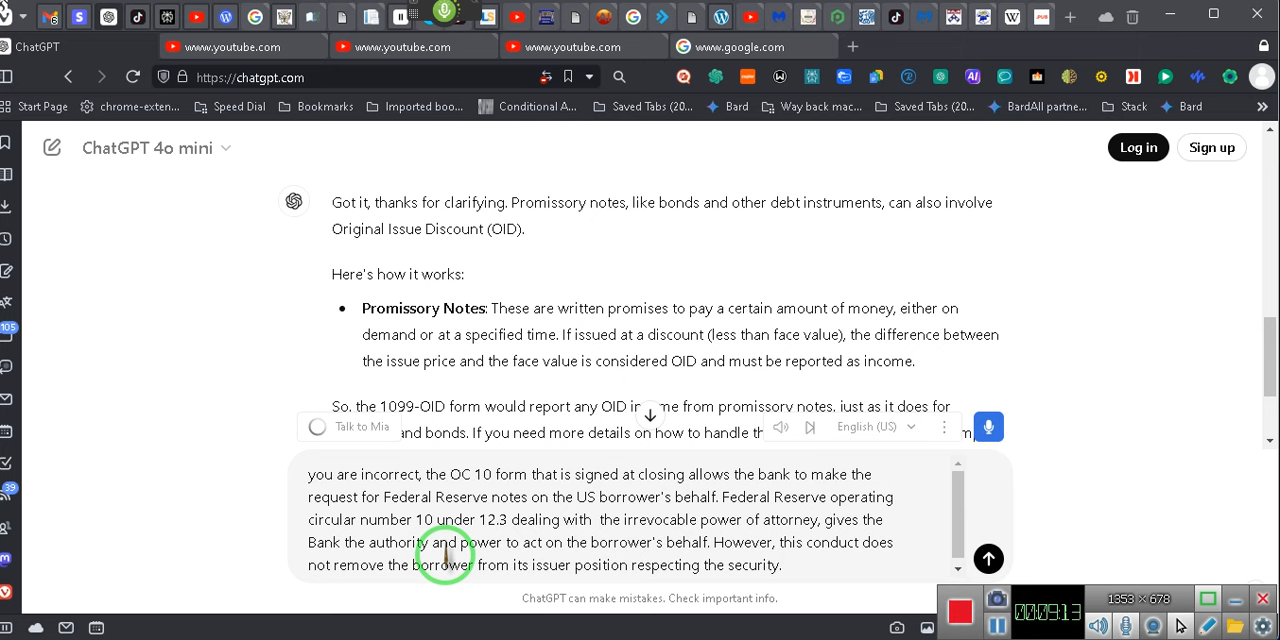 ChatGPT
www.youtube.com
www.youtube.com
www.youtube.com
www.google.com
https://chatgpt.com
Start Page
chrome-exten...
Speed Dial
Bookmarks
Imported boo...
Conditional A...
Saved Tabs (20...
Bard
Way back mac...
Saved Tabs (20...
BardAll partne...
Stack
Bard
ChatGPT 4o mini
Log in
Sign up
Got it, thanks for clarifying. Promissory notes, like bonds and other debt instruments, can also involve
Original Issue Discount (OID).
Here's how it works:
• Promissory Notes: These are written promises to pay a certain amount of money, either on
demand or at a specified time. If issued at a discount (less than face value), the difference between
the issue price and the face value is considered OID and must be reported as income.
So, the 1099-OID form would report any OID in me from promissory notes, just as it does for
Talk to Mia
English (US)
and bonds. If you need more details on how to handle th
you are incorrect, the OC 10 form that is signed at closing allows the bank to make the
request for Federal Reserve notes on the US borrower's behalf. Federal Reserve operating
circular number 10 under 12.3 dealing with the irrevocable power of attorney, gives the
Bank the authority and power to act on the borrower's behalf. However, this conduct does
not remove the borrower from its issuer position respecting the security.
ChatGPT can make mistakes. Check important info.
105
39
1353 × 678
00:09:13